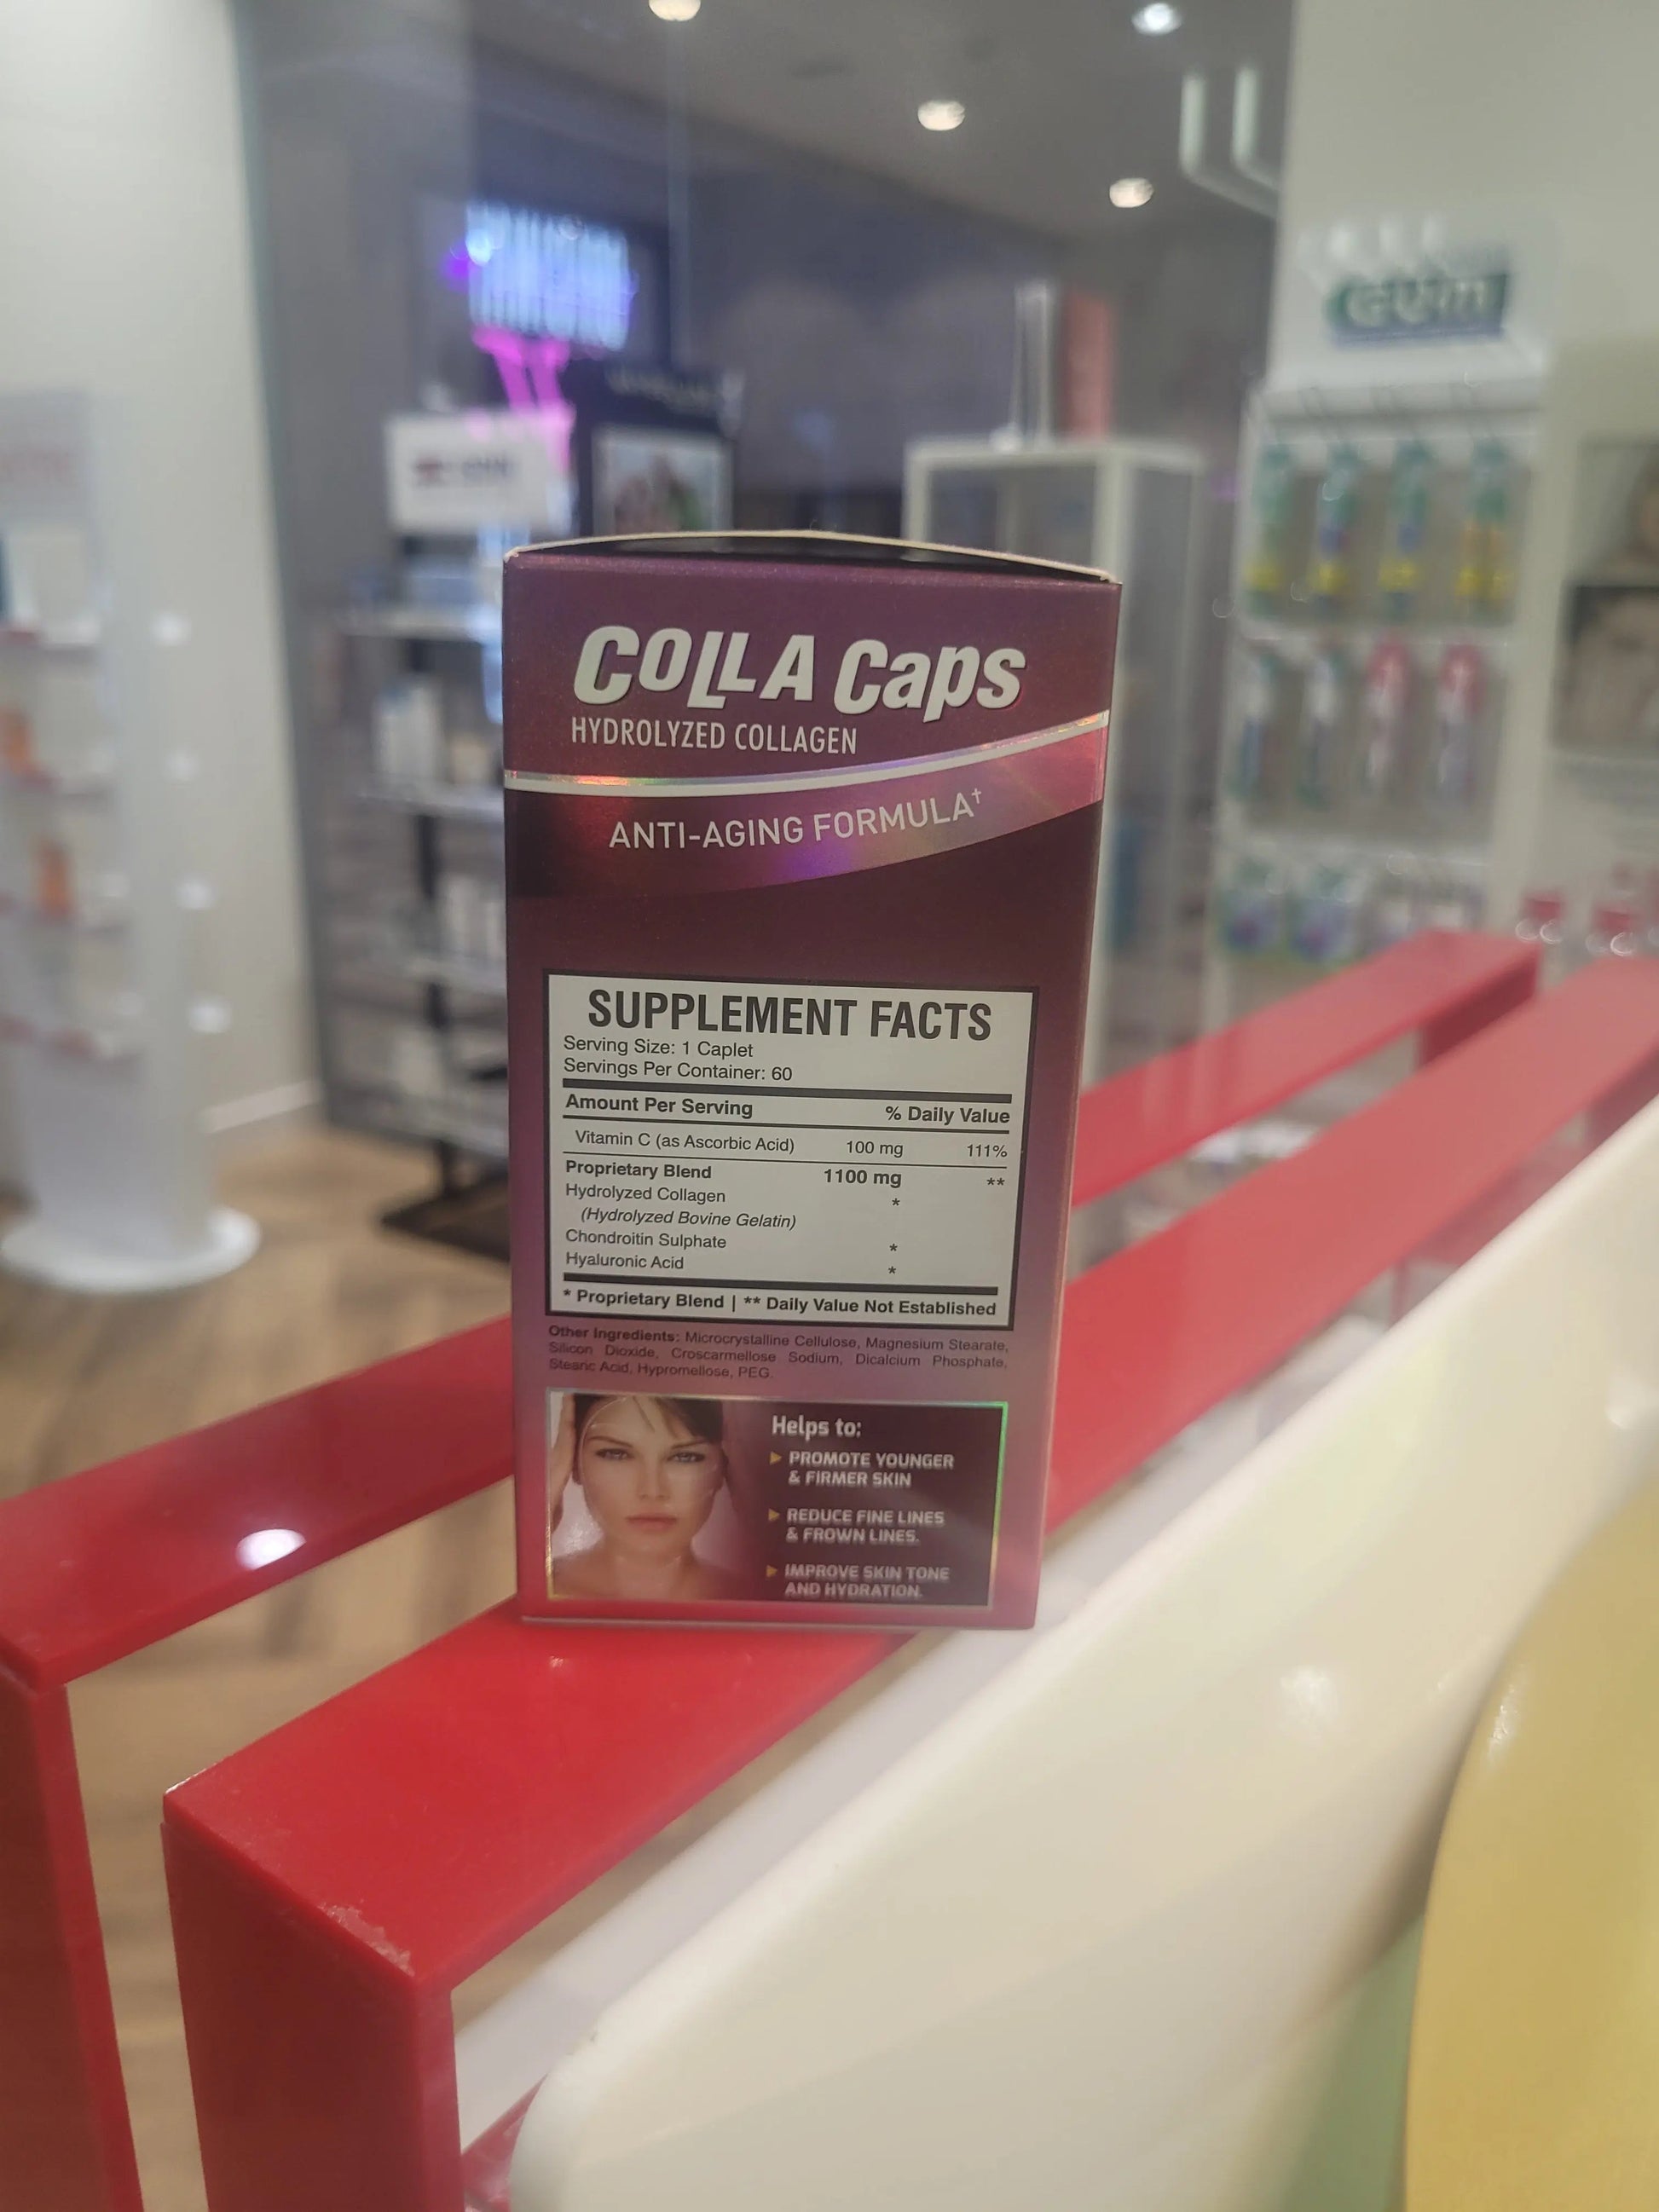 GUM
COLLA Caps
HYDROLYZED COLLAGEN
ANTI-AGING FORMULA†
SUPPLEMENT FACTS
Serving Size: 1 Caplet
Servings Per Container: 60
Amount Per Serving % Daily Value
Vitamin C (as Ascorbic Acid) 100 mg 111%
Proprietary Blend 1100 mg **
Hydrolyzed Collagen *
(Hydrolyzed Bovine Gelatin)
Chondroitin Sulphate *
Hyaluronic Acid *
* Proprietary Blend | ** Daily Value Not Established
Other Ingredients: Microcrystalline Cellulose, Magnesium Stearate,
Silicon Dioxide, Croscarmellose Sodium, Dicalcium Phosphate,
Stearic Acid, Hypromellose, PEG.
Helps to:
PROMOTE YOUNGER
& FIRMER SKIN
REDUCE FINE LINES
& FROWN LINES.
IMPROVE SKIN TONE
AND HYDRATION.